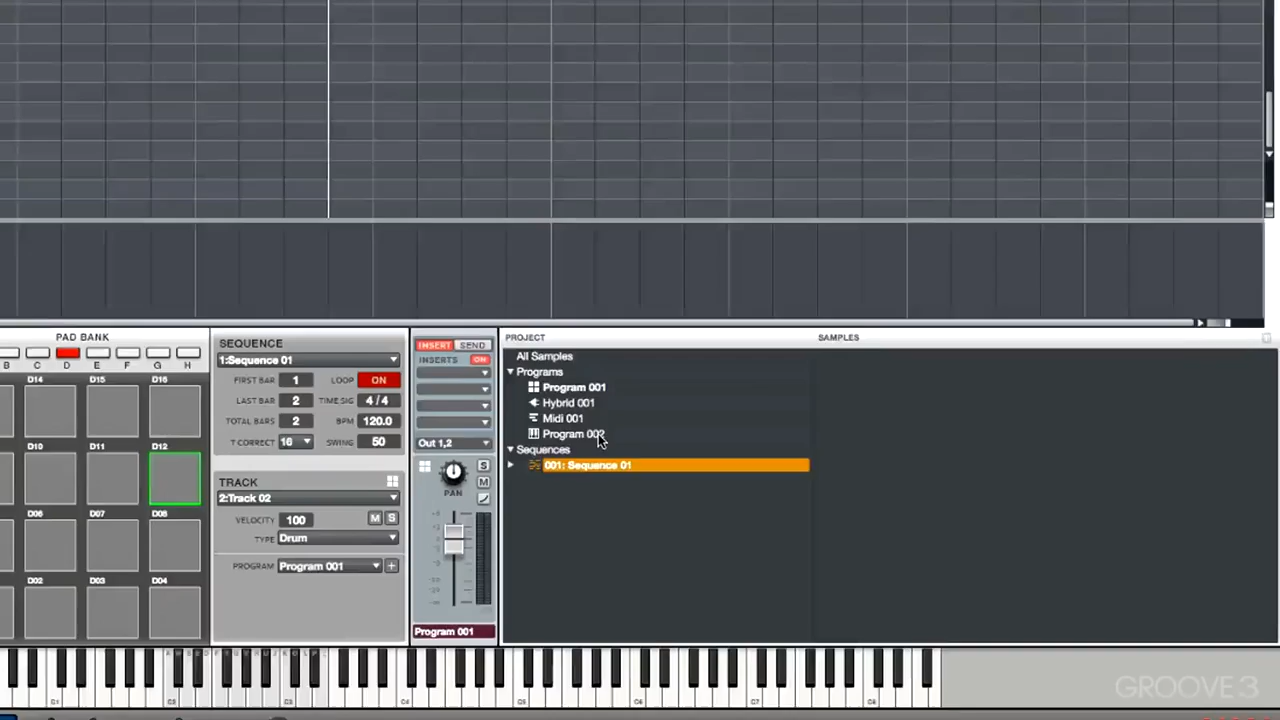 PAD BANK
B C D E F G H
D14 D15 D16
D10 D11 D12
D06 D07 D08
D02 D03 D04
SEQUENCE
1:Sequence 01
FIRST BAR 1 LOOP ON
LAST BAR 2 TIME SIG 4/4
TOTAL BARS 2 BPM 120.0
T CORRECT 16 SWING 50
TRACK
2:Track 02
VELOCITY 100 M S
TYPE Drum
PROGRAM Program 001 +
INSERT SEND
INSERTS ON
Out 1,2
S
M
PAN
Program 001
PROJECT SAMPLES
All Samples
Programs
Program 001
Hybrid 001
Midi 001
Program 002
Sequences
001: Sequence 01
GROOVE 3